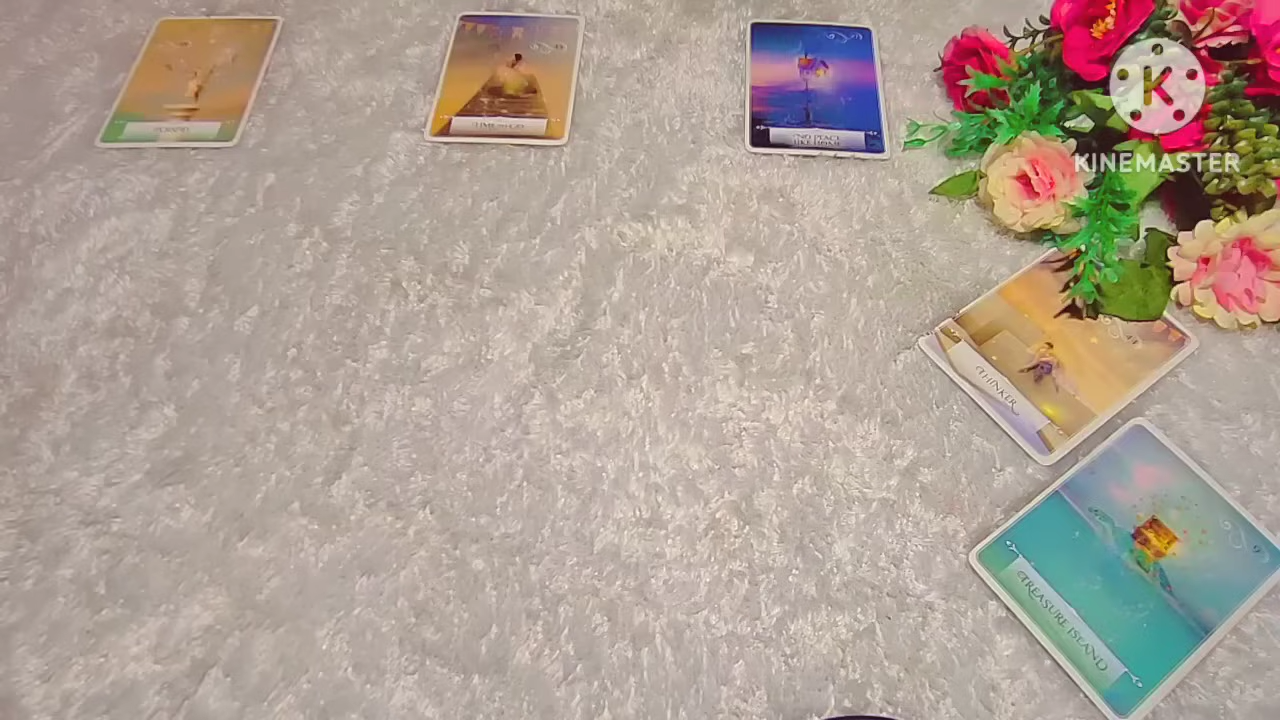 TIME TO GO
NO PLACE
LIKE HOME
K
KINEMASTER
THINKER
TREASURE ISLAND